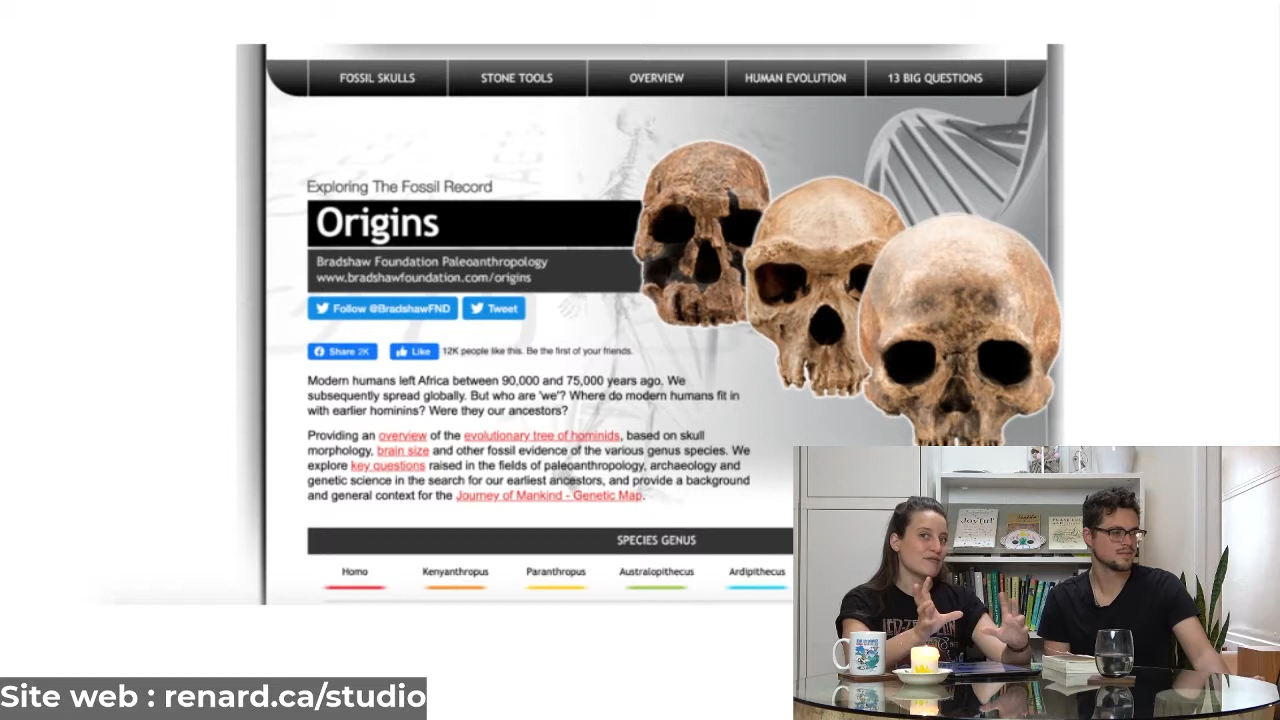 FOSSIL SKULLS
STONE TOOLS
OVERVIEW
HUMAN EVOLUTION
13 BIG QUESTIONS
Exploring The Fossil Record
Origins
Bradshaw Foundation Paleoanthropology
www.bradshawfoundation.com/origins
Follow @BradshawFND
Tweet
Share 2K
Like
12K people like this. Be the first of your friends.
Modern humans left Africa between 90,000 and 75,000 years ago. We
subsequently spread globally. But who are 'we'? Where do modern humans fit in
with earlier hominins? Were they our ancestors?
Providing an overview of the evolutionary tree of hominids, based on skull
morphology, brain size and other fossil evidence of the various genus species. We
explore key questions raised in the fields of paleoanthropology, archaeology and
genetic science in the search for our earliest ancestors, and provide a background
and general context for the Journey of Mankind - Genetic Map.
SPECIES GENUS
Homo
Kenyanthropus
Paranthropus
Australopithecus
Ardipithecus
Joyful
LED-ZEPPELIN
Site web : renard.ca/studio